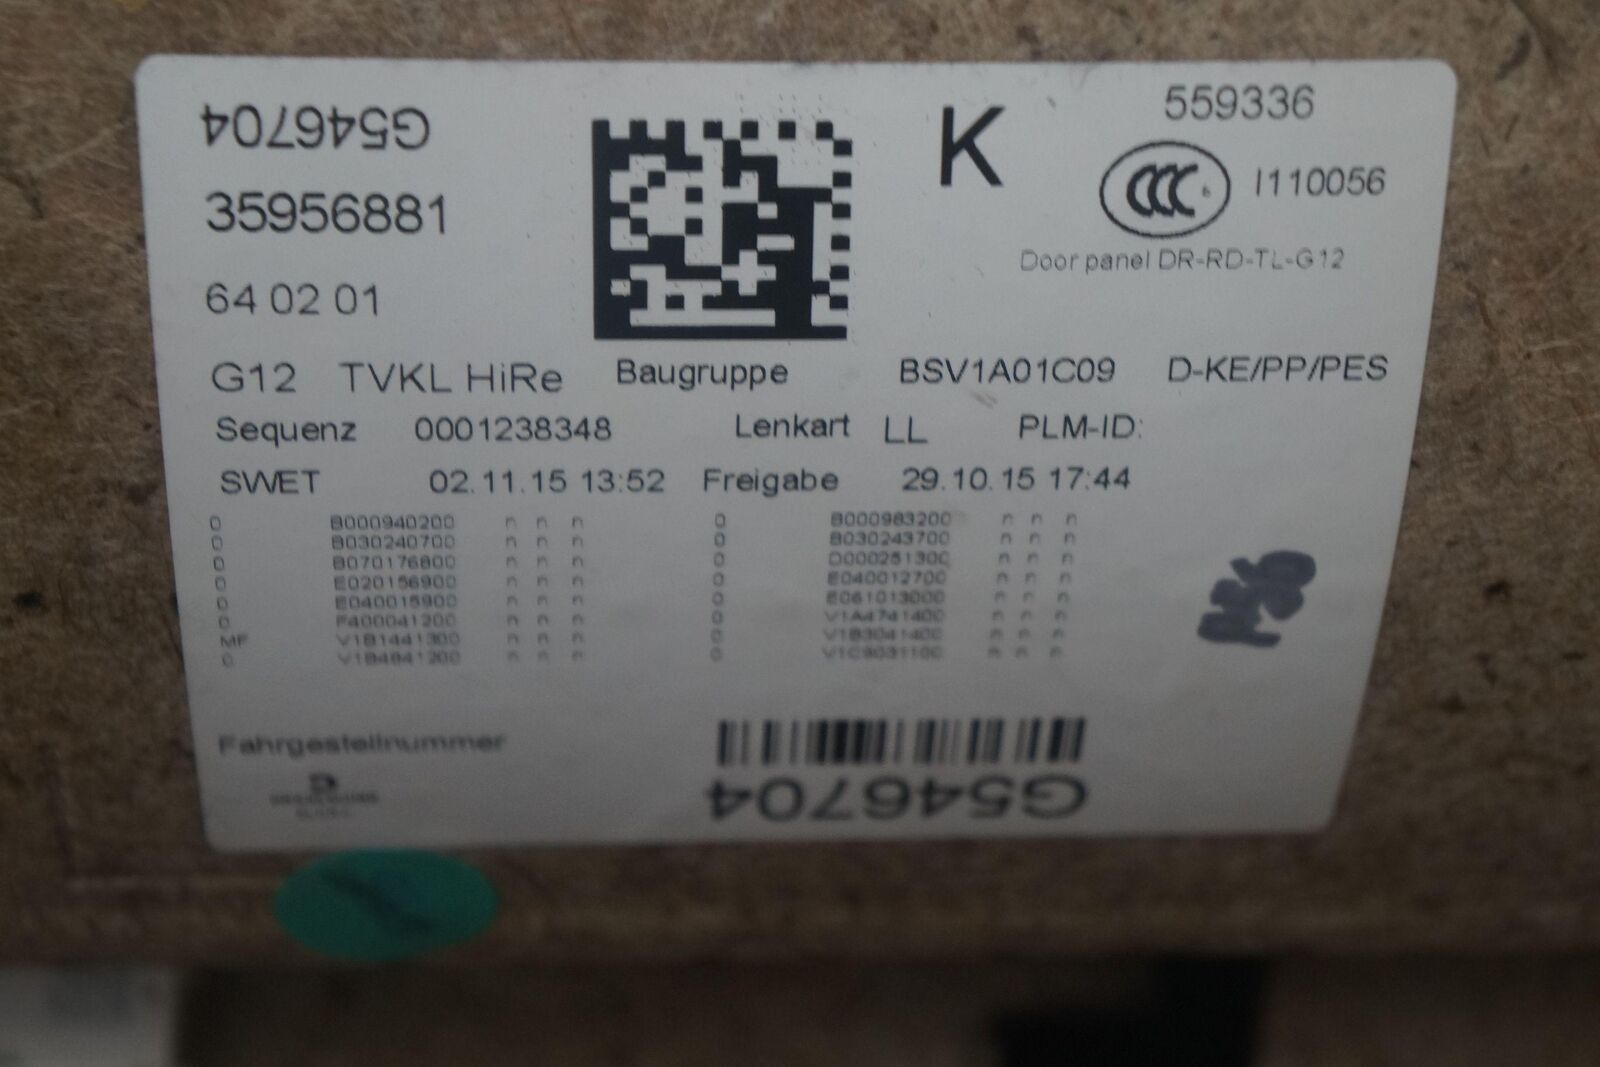 G546704
35956881
64 02 01
K
559336
CCC
I110056
Door panel DR-RD-TL-G12
G12 TVKL HiRe Baugruppe BSV1A01C09 D-KE/PP/PES
Sequenz 0001238348 Lenkart LL PLM-ID:
SWET 02.11.15 13:52 Freigabe 29.10.15 17:44
0 B000940200 n n n 0 B000983200 n n n
0 B030240700 n n n 0 B030243700 n n n
0 B070176800 n n n 0 D000251300 n n n
0 E020156900 n n n 0 E040012700 n n n
0 E040015900 n n n 0 E061013000 n n n
0 F400041200 n n n 0 V1A4741400 n n n
MF V1B1441300 n n n 0 V1B3041400 n n n
0 V1B4841200 n n n 0 V1C9031100 n n n
Fahrgestellnummer
G546704